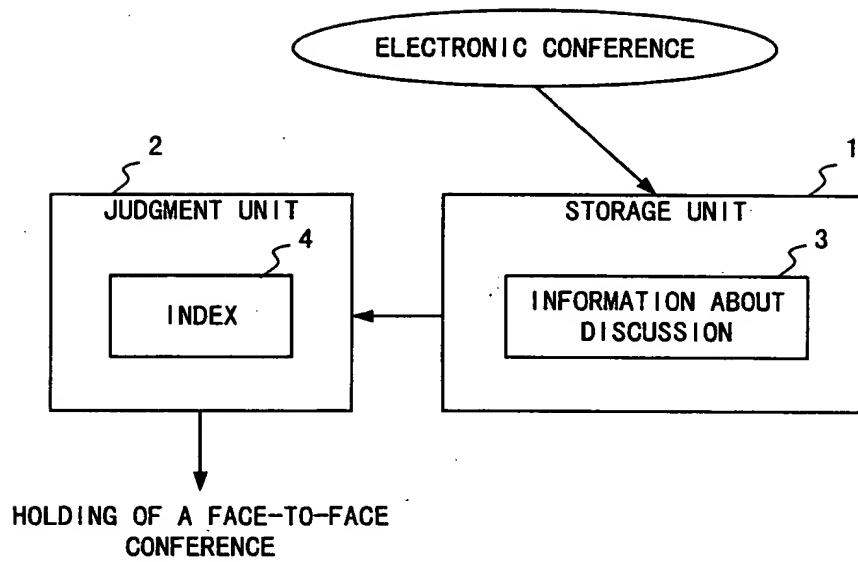 ELECTRONIC CONFERENCE
2
1
JUDGMENT UNIT
STORAGE UNIT
4
3
INDEX
INFORMATION ABOUT
DISCUSSION
HOLDING OF A FACE-TO-FACE
CONFERENCE